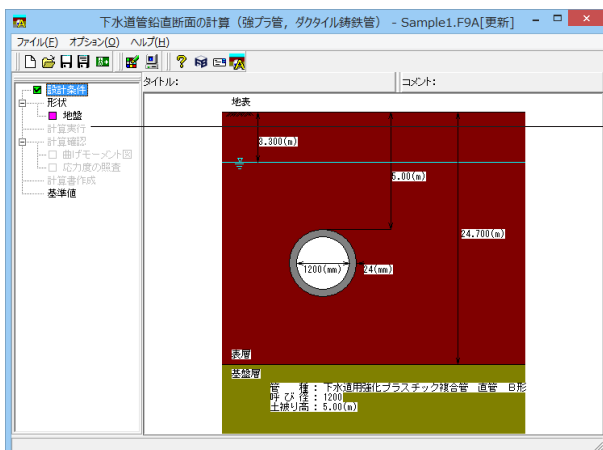 下水道管鉛直断面の計算（強プラ管，ダクタイル鋳鉄管） - Sample1.F9A[更新]
ファイル(F) オプション(O) ヘルプ(H)
タイトル: コメント:
設計条件
形状
地盤
計算実行
計算確認
曲げモーメント図
応力度の照査
計算書作成
基準値
地表
3.300(m)
5.00(m)
24.700(m)
1200(mm)
24(mm)
表層
基盤層
管　種：下水道用強化プラスチック複合管　直管　B形
呼び径：1200
土被り高：5.00(m)